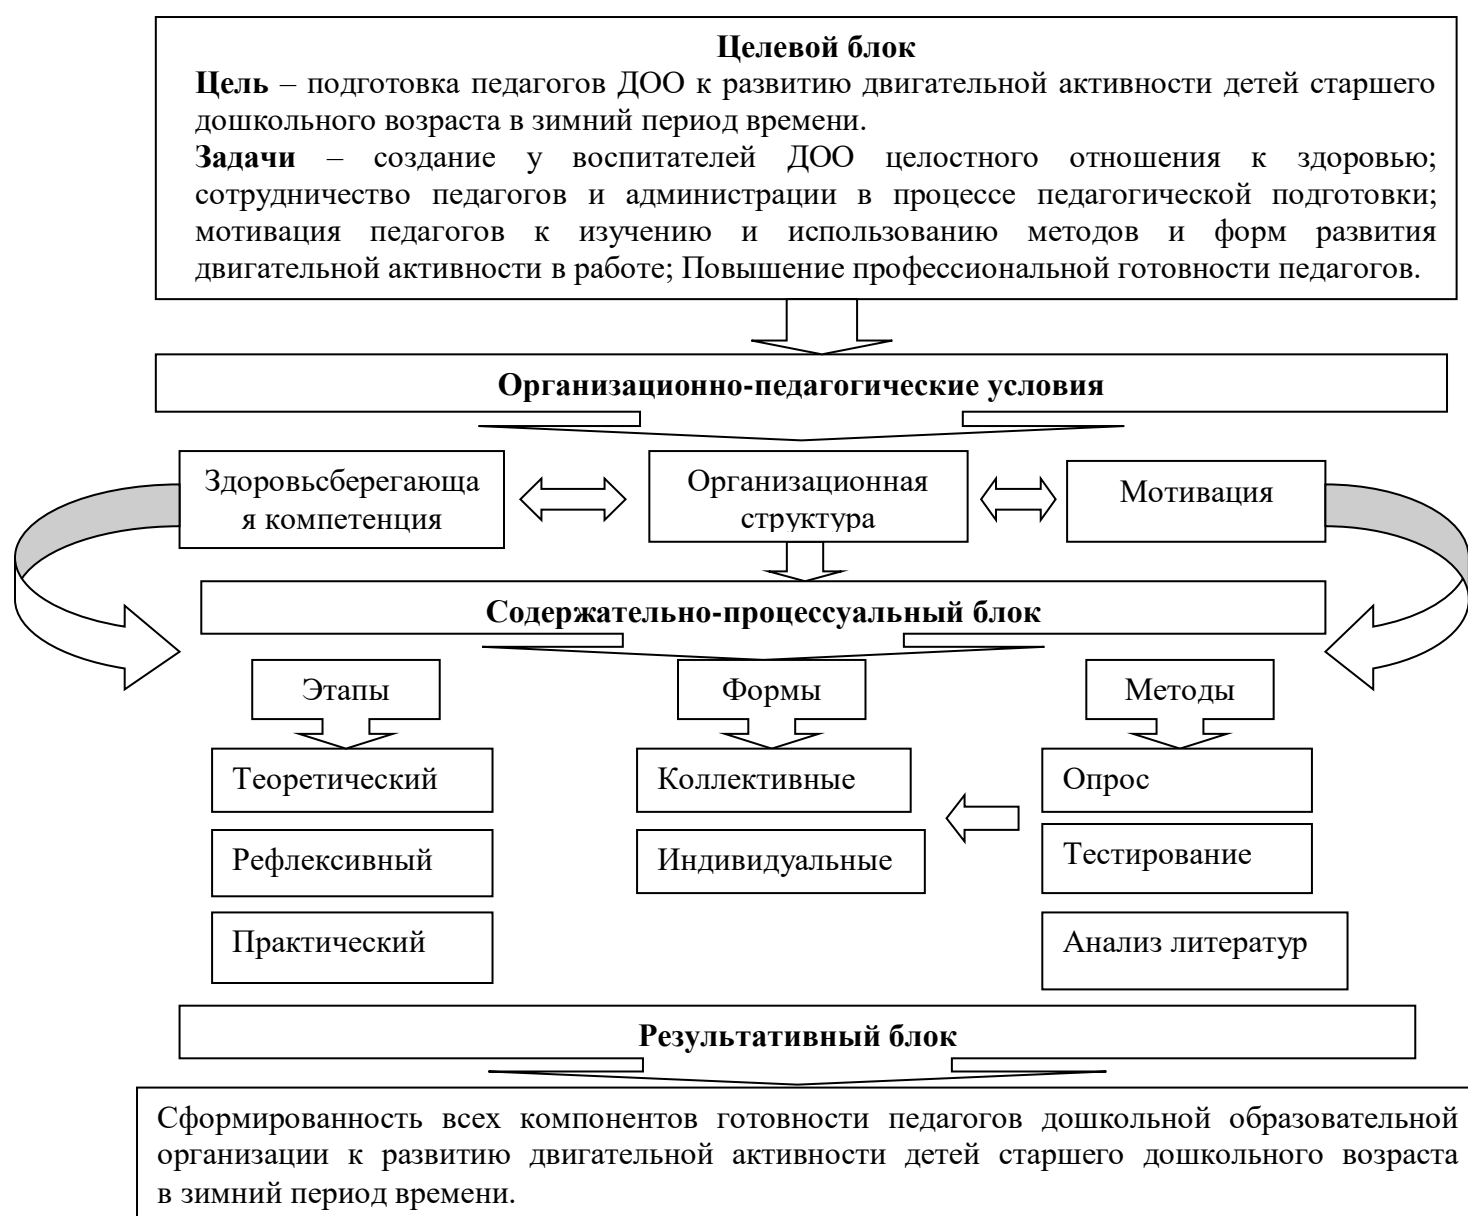 Целевой блок
Цель – подготовка педагогов ДОО к развитию двигательной активности детей старшего
дошкольного возраста в зимний период времени.
Задачи – создание у воспитателей ДОО целостного отношения к здоровью;
сотрудничество педагогов и администрации в процессе педагогической подготовки;
мотивация педагогов к изучению и использованию методов и форм развития
двигательной активности в работе; Повышение профессиональной готовности педагогов.
Организационно-педагогические условия
Здоровьсберегающа
я компетенция
Организационная
структура
Мотивация
Содержательно-процессуальный блок
Этапы
Формы
Методы
Теоретический
Коллективные
Опрос
Рефлексивный
Индивидуальные
Тестирование
Практический
Анализ литератур
Результативный блок
Сформированность всех компонентов готовности педагогов дошкольной образовательной
организации к развитию двигательной активности детей старшего дошкольного возраста
в зимний период времени.